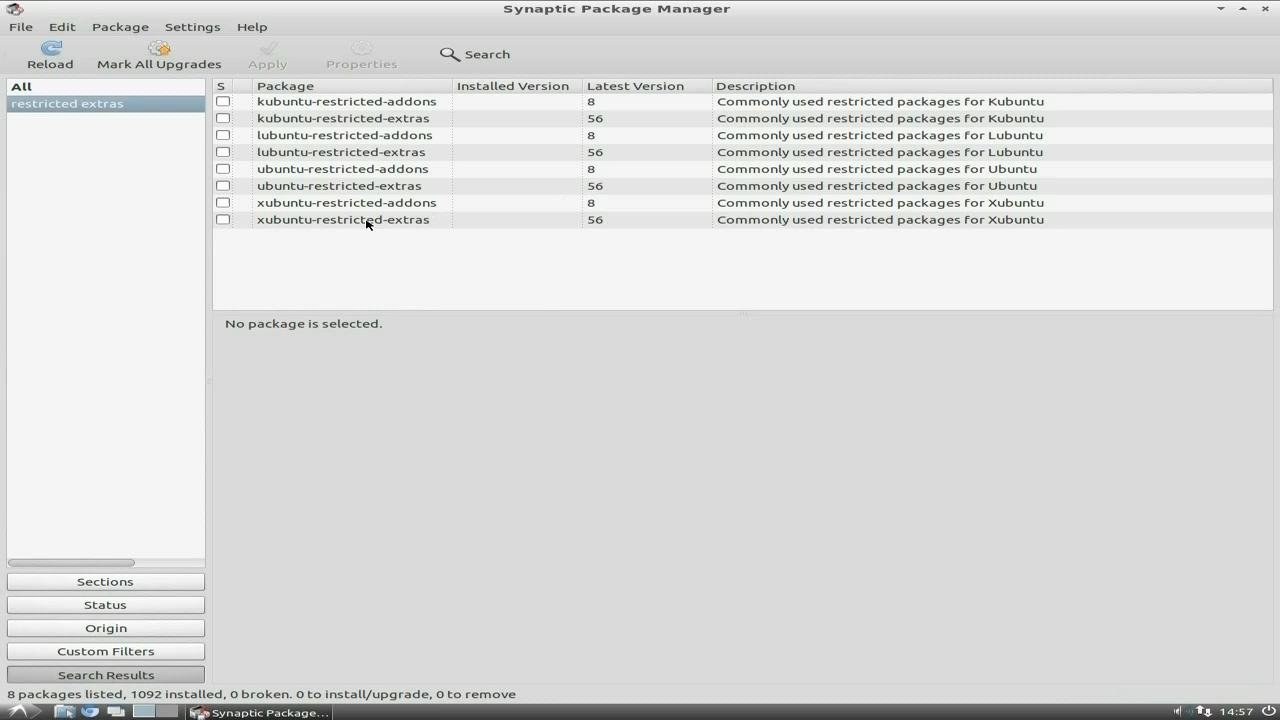 Synaptic Package Manager
File Edit Package Settings Help
Reload Mark All Upgrades Apply Properties Search
All
restricted extras
S Package Installed Version Latest Version Description
kubuntu-restricted-addons 8 Commonly used restricted packages for Kubuntu
kubuntu-restricted-extras 56 Commonly used restricted packages for Kubuntu
lubuntu-restricted-addons 8 Commonly used restricted packages for Lubuntu
lubuntu-restricted-extras 56 Commonly used restricted packages for Lubuntu
ubuntu-restricted-addons 8 Commonly used restricted packages for Ubuntu
ubuntu-restricted-extras 56 Commonly used restricted packages for Ubuntu
xubuntu-restricted-addons 8 Commonly used restricted packages for Xubuntu
xubuntu-restricted-extras 56 Commonly used restricted packages for Xubuntu
No package is selected.
Sections
Status
Origin
Custom Filters
Search Results
8 packages listed, 1092 installed, 0 broken. 0 to install/upgrade, 0 to remove
Synaptic Package... 14:57